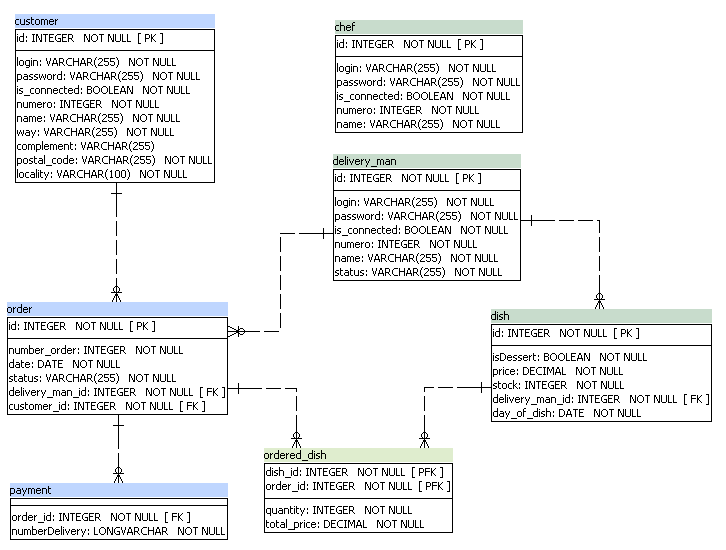 customer
id: INTEGER NOT NULL [ PK ]
login: VARCHAR(255) NOT NULL
password: VARCHAR(255) NOT NULL
is_connected: BOOLEAN NOT NULL
numero: INTEGER NOT NULL
name: VARCHAR(255) NOT NULL
way: VARCHAR(255) NOT NULL
complement: VARCHAR(255)
postal_code: VARCHAR(255) NOT NULL
locality: VARCHAR(100) NOT NULL
chef
id: INTEGER NOT NULL [ PK ]
login: VARCHAR(255) NOT NULL
password: VARCHAR(255) NOT NULL
is_connected: BOOLEAN NOT NULL
numero: INTEGER NOT NULL
name: VARCHAR(255) NOT NULL
delivery_man
id: INTEGER NOT NULL [ PK ]
login: VARCHAR(255) NOT NULL
password: VARCHAR(255) NOT NULL
is_connected: BOOLEAN NOT NULL
numero: INTEGER NOT NULL
name: VARCHAR(255) NOT NULL
status: VARCHAR(255) NOT NULL
order
id: INTEGER NOT NULL [ PK ]
number_order: INTEGER NOT NULL
date: DATE NOT NULL
status: VARCHAR(255) NOT NULL
delivery_man_id: INTEGER NOT NULL [ FK ]
customer_id: INTEGER NOT NULL [ FK ]
dish
id: INTEGER NOT NULL [ PK ]
isDessert: BOOLEAN NOT NULL
price: DECIMAL NOT NULL
stock: INTEGER NOT NULL
delivery_man_id: INTEGER NOT NULL [ FK ]
day_of_dish: DATE NOT NULL
ordered_dish
dish_id: INTEGER NOT NULL [ PFK ]
order_id: INTEGER NOT NULL [ PFK ]
quantity: INTEGER NOT NULL
total_price: DECIMAL NOT NULL
payment
order_id: INTEGER NOT NULL [ FK ]
numberDelivery: LONGVARCHAR NOT NULL